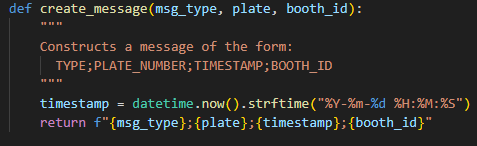 def create_message(msg_type, plate, booth_id):
    """
    Constructs a message of the form:
      TYPE;PLATE_NUMBER;TIMESTAMP;BOOTH_ID
    """
    timestamp = datetime.now().strftime("%Y-%m-%d %H:%M:%S")
    return f"{msg_type};{plate};{timestamp};{booth_id}"